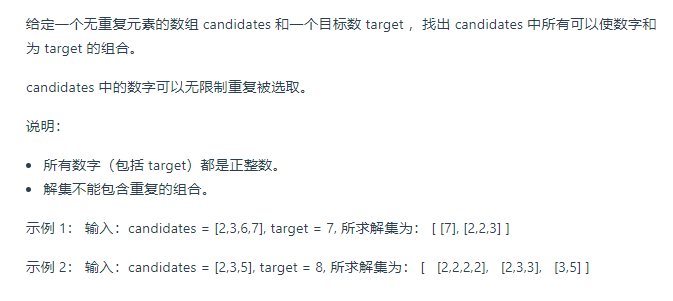 给定一个无重复元素的数组 candidates 和一个目标数 target ，找出 candidates 中所有可以使数字和
为 target 的组合。
candidates 中的数字可以无限制重复被选取。
说明：
• 所有数字（包括 target）都是正整数。
• 解集不能包含重复的组合。
示例 1： 输入：candidates = [2,3,6,7], target = 7, 所求解集为： [ [7], [2,2,3] ]
示例 2： 输入：candidates = [2,3,5], target = 8, 所求解集为： [ [2,2,2,2], [2,3,3], [3,5] ]